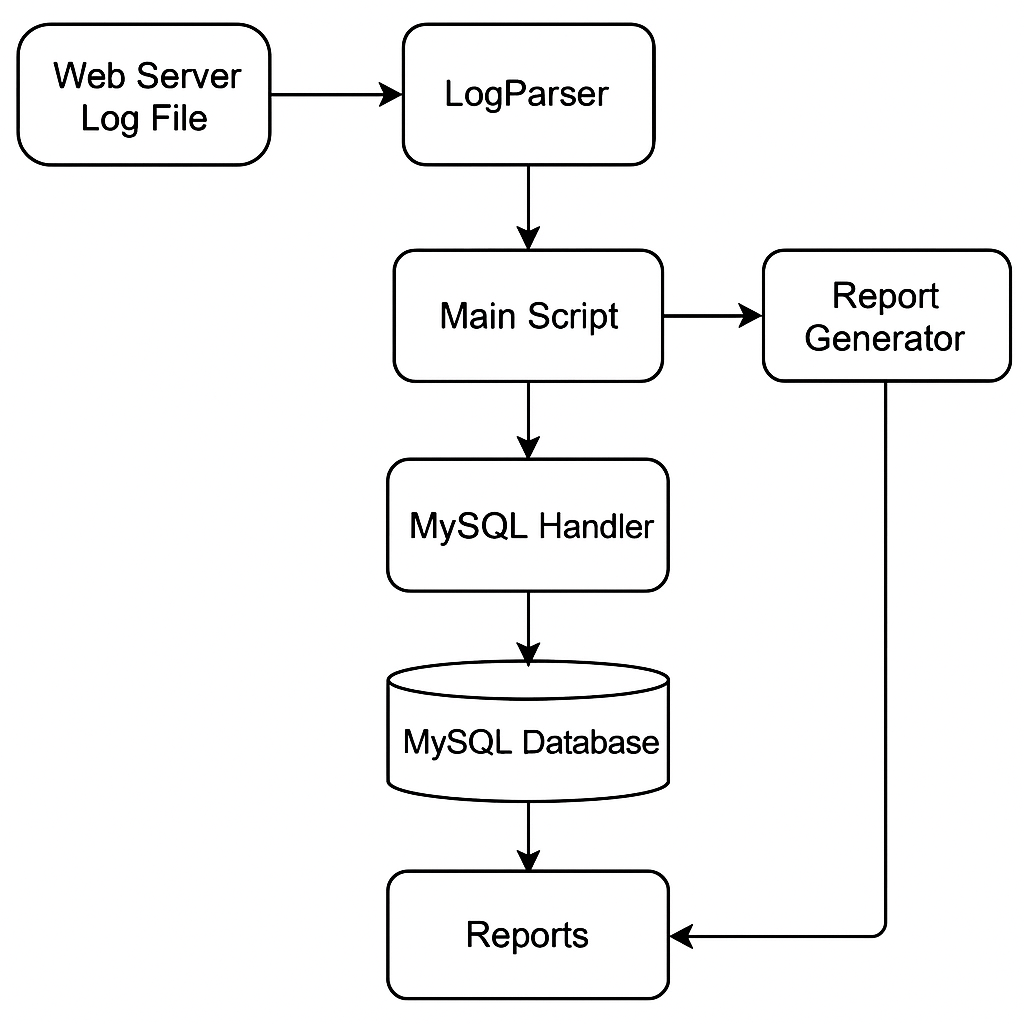 Web Server
Log File
LogParser
Main Script
Report
Generator
MySQL Handler
MySQL Database
Reports